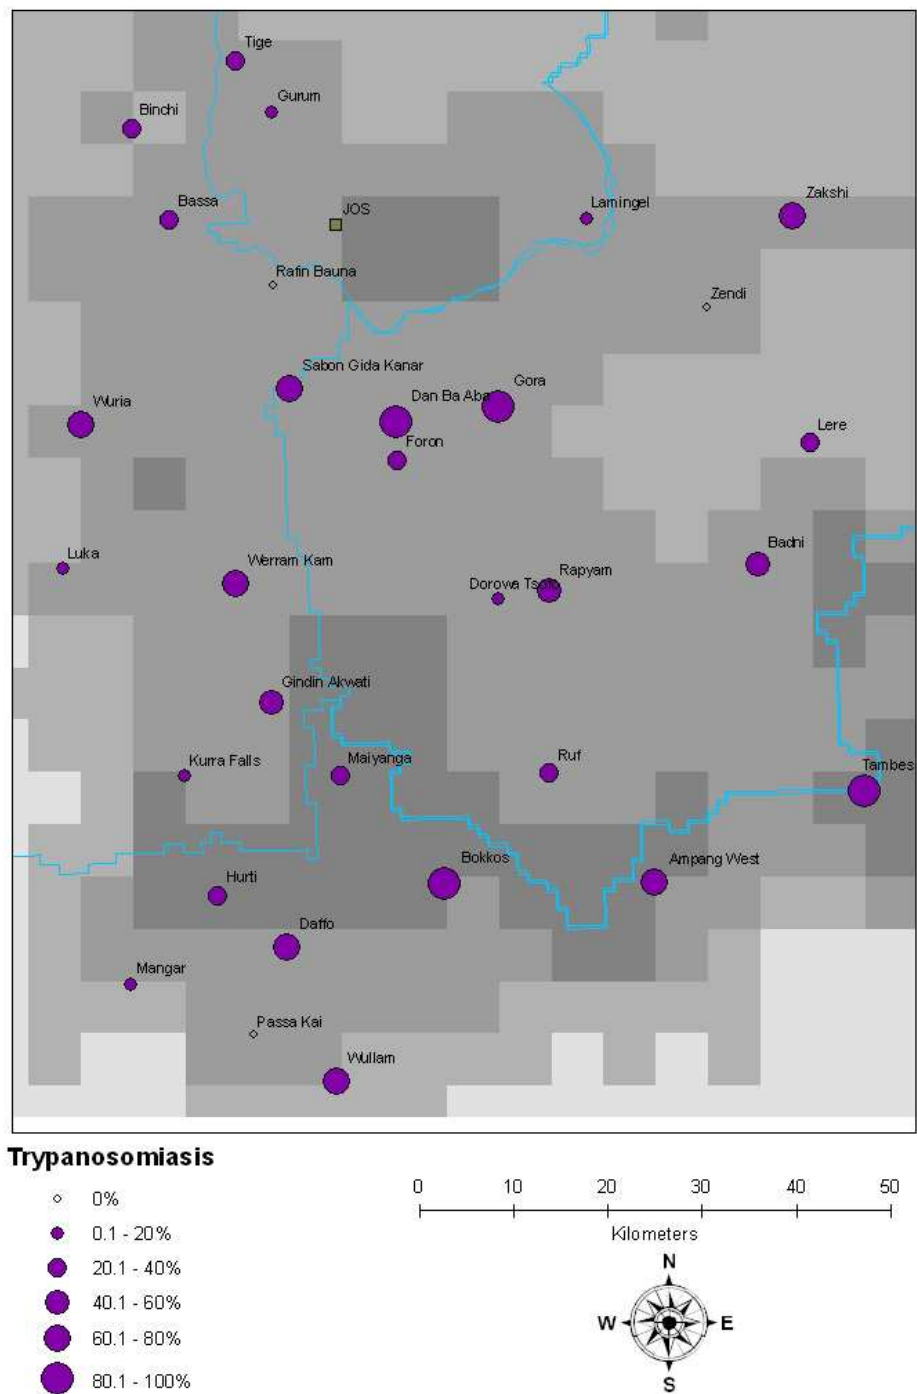 Tige
Gurum
Binchi
Bassa
JOS
Lamingel
Zakshi
Rafin Bauna
Zendi
Sabon Gida Kanar
Dan Ba Aba
Gora
Wuria
Foron
Lere
Luka
Werram Kam
Dorowa Tsofo
Rapyam
Badni
Gindin Akwati
Kurra Falls
Maiyanga
Ruf
Tambes
Hurti
Bokkos
Ampang West
Daffo
Mangar
Passa Kai
Wullam
Trypanosomiasis
0%
0.1 - 20%
20.1 - 40%
40.1 - 60%
60.1 - 80%
80.1 - 100%
0 10 20 30 40 50
Kilometers
N
W E
S